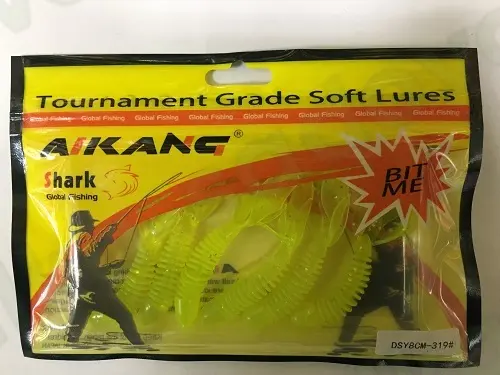 Tournament Grade Soft Lures
Global Fishing Global Fishing Global Fishing Global Fishing Global Fishing Global Fishing
AIKANG®
Shark
Global Fishing
BIT
ME
DSY8CM-319#